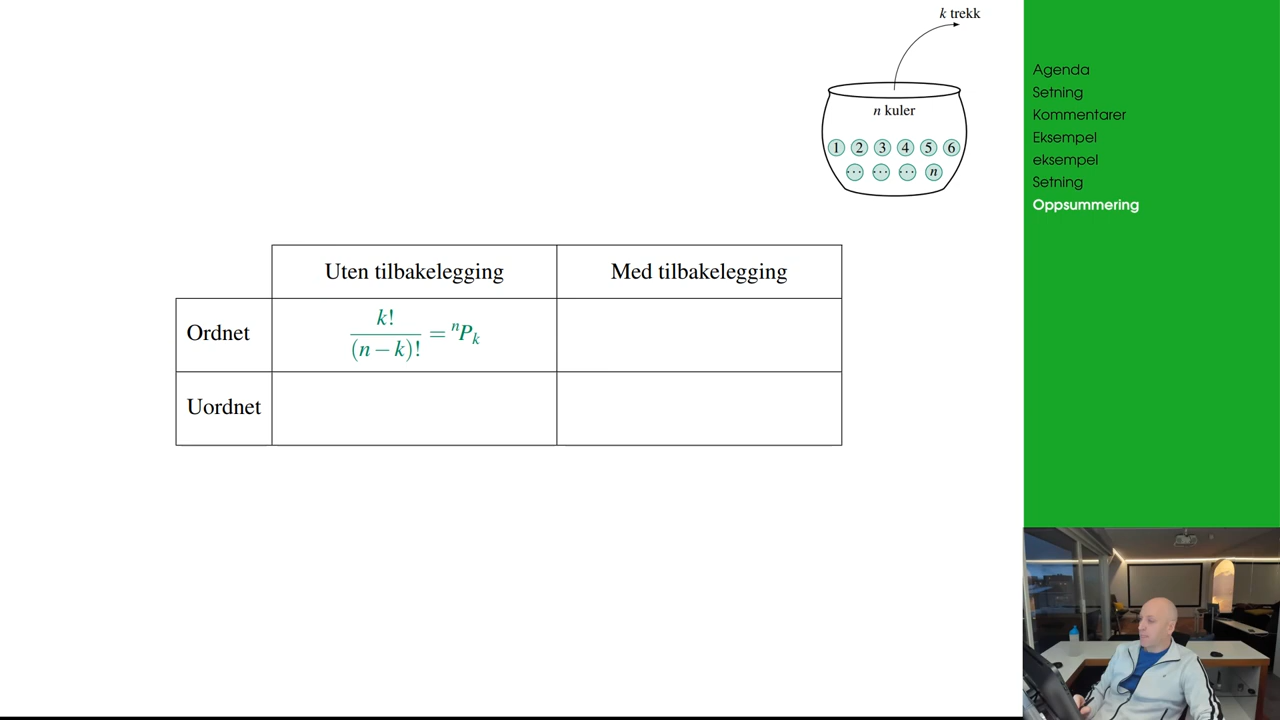 k trekk
n kuler
1 2 3 4 5 6
... ... ... n
Uten tilbakelegging Med tilbakelegging
Ordnet k!/(n − k)! = ⁿPₖ
Uordnet
Agenda
Setning
Kommentarer
Eksempel
eksempel
Setning
Oppsummering